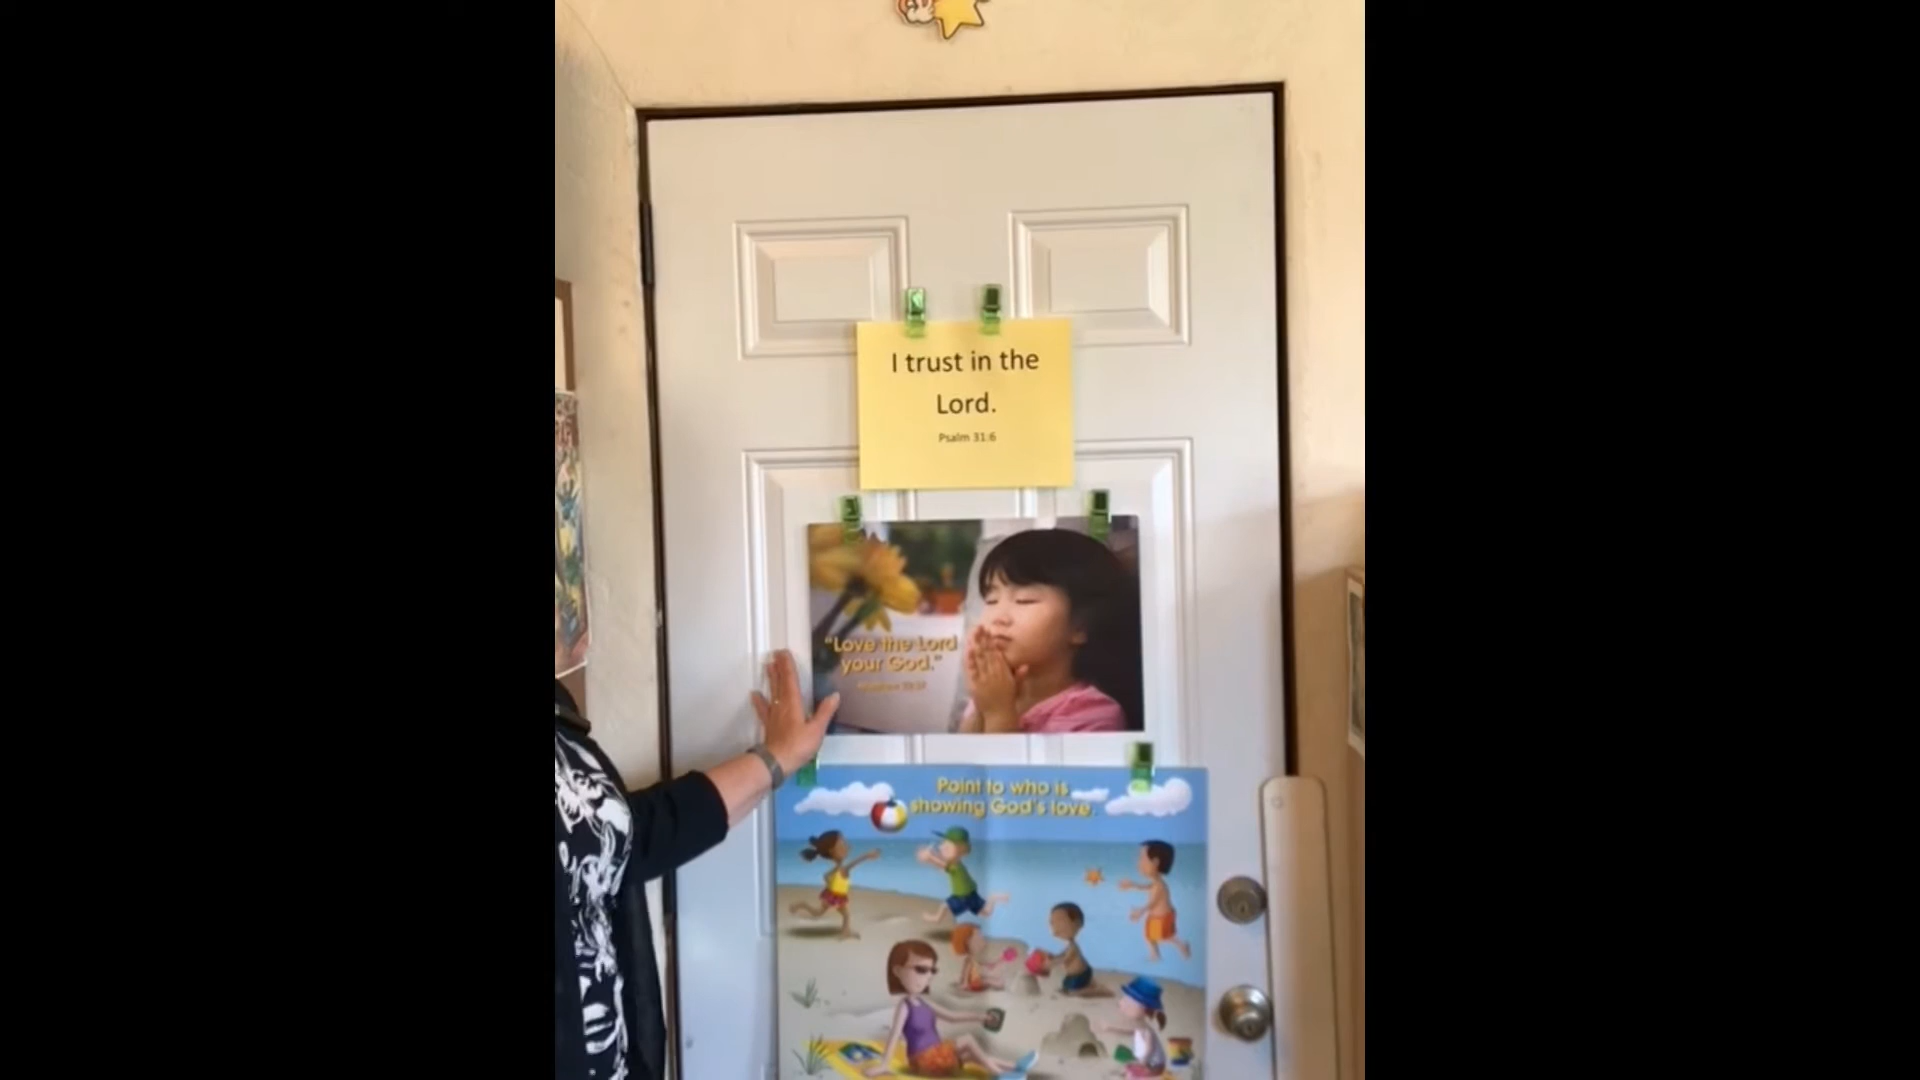 I trust in the
Lord.
Psalm 31:6
"Love the Lord
your God."
Point to who is
showing God's love.